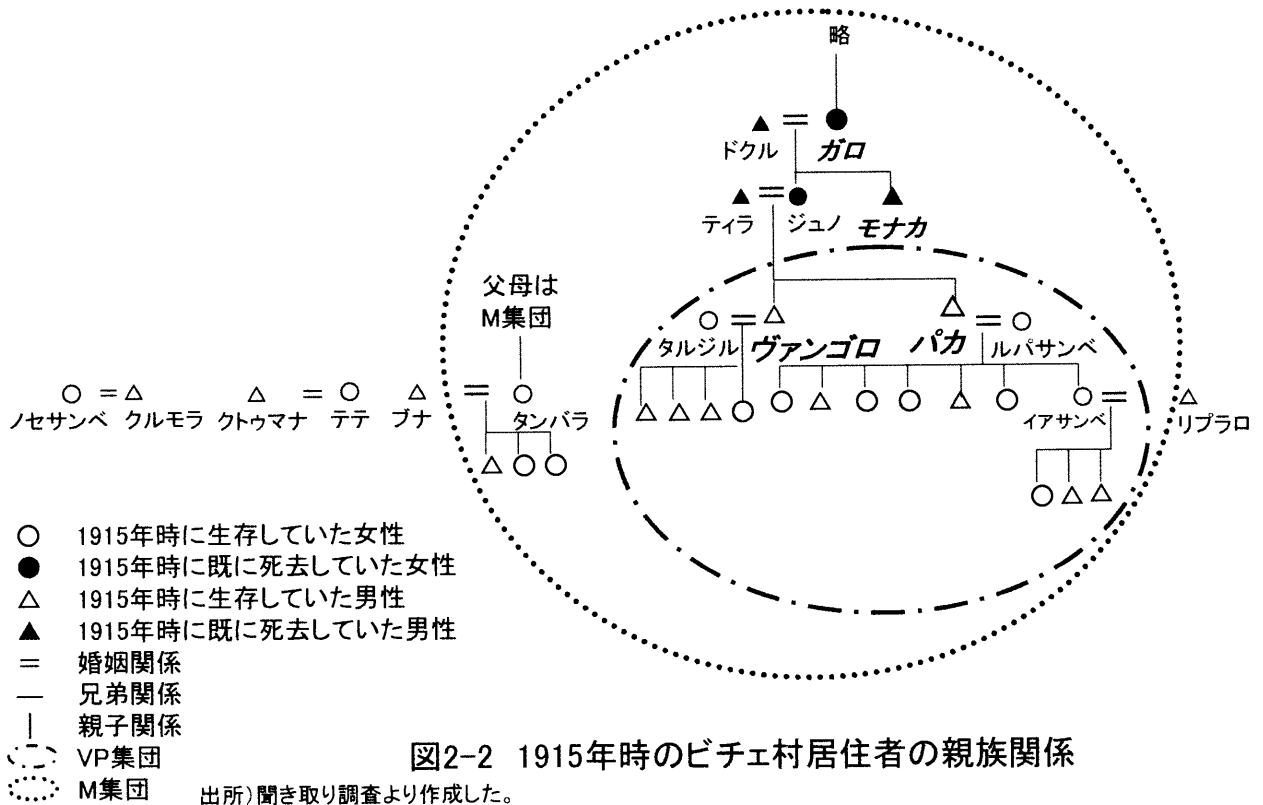 略
ドクル ガロ
ティラ ジュノ モナカ
父母は
M集団
タルジル ヴァンゴロ パカ ルパサンベ
ノセサンベ クルモラ クトゥマナ テテ ブナ タンバラ イアサンベ リプラロ
1915年時に生存していた女性
1915年時に既に死去していた女性
1915年時に生存していた男性
1915年時に既に死去していた男性
婚姻関係
兄弟関係
親子関係
VP集団
M集団
図2-2 1915年時のビチェ村居住者の親族関係
出所）聞き取り調査より作成した。